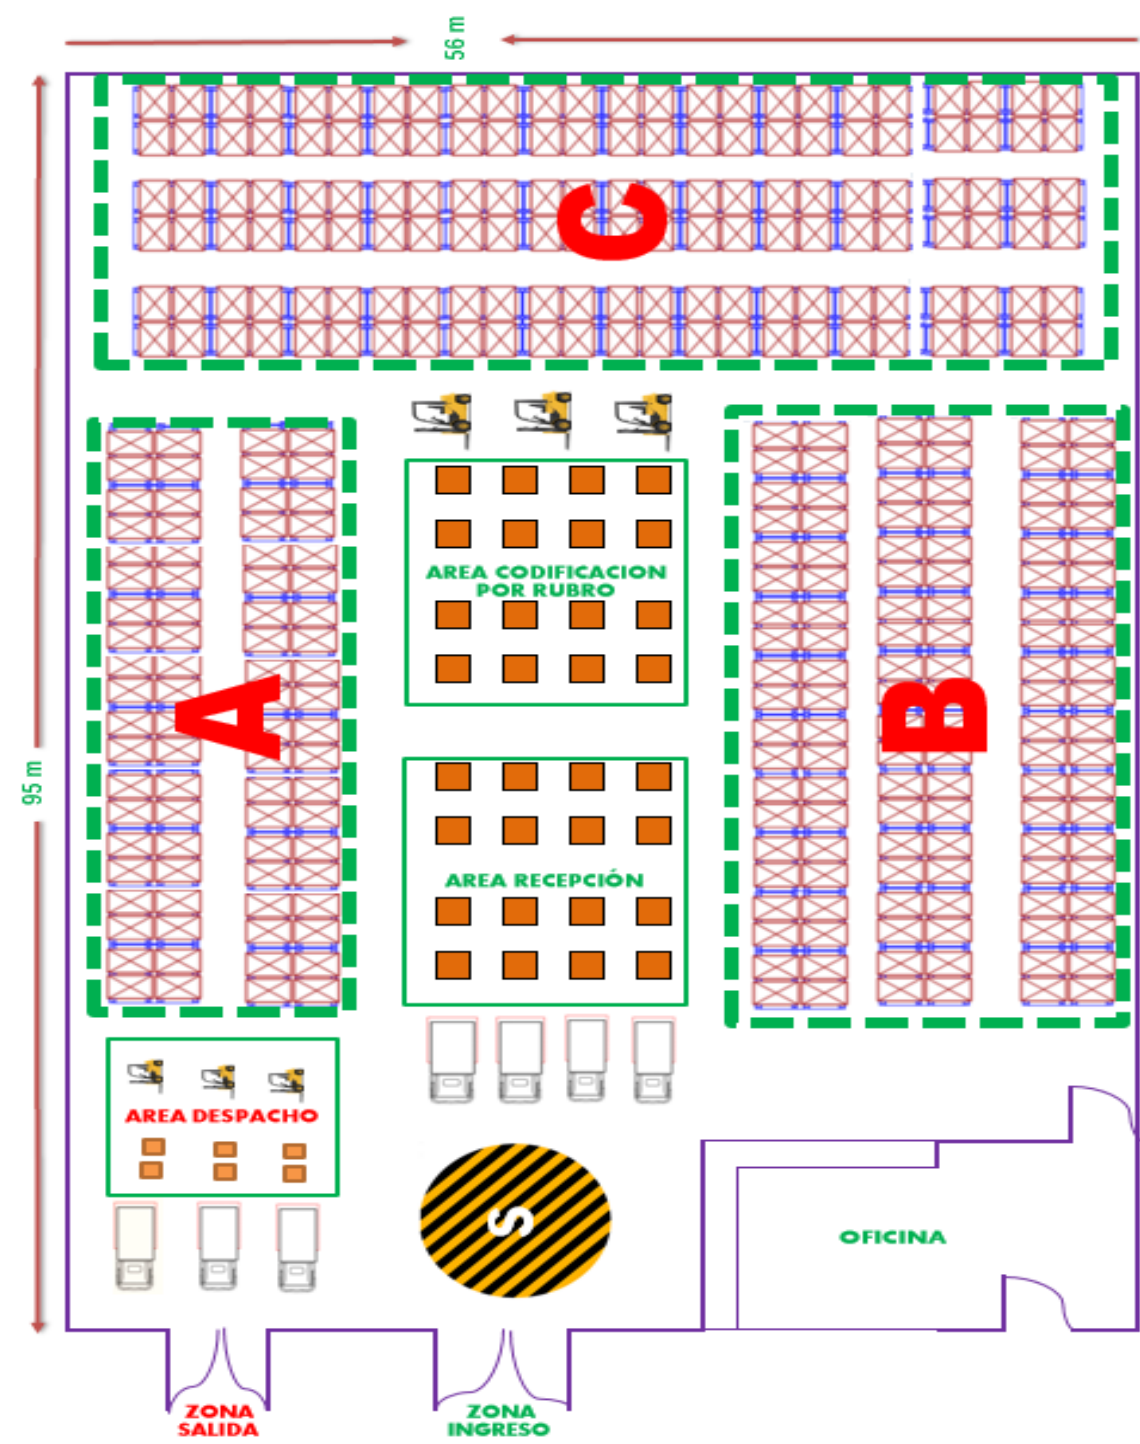 56 m
C
AREA CODIFICACION
POR RUBRO
A
B
95 m
AREA RECEPCIÓN
AREA DESPACHO
S
OFICINA
ZONA
SALIDA
ZONA
INGRESO